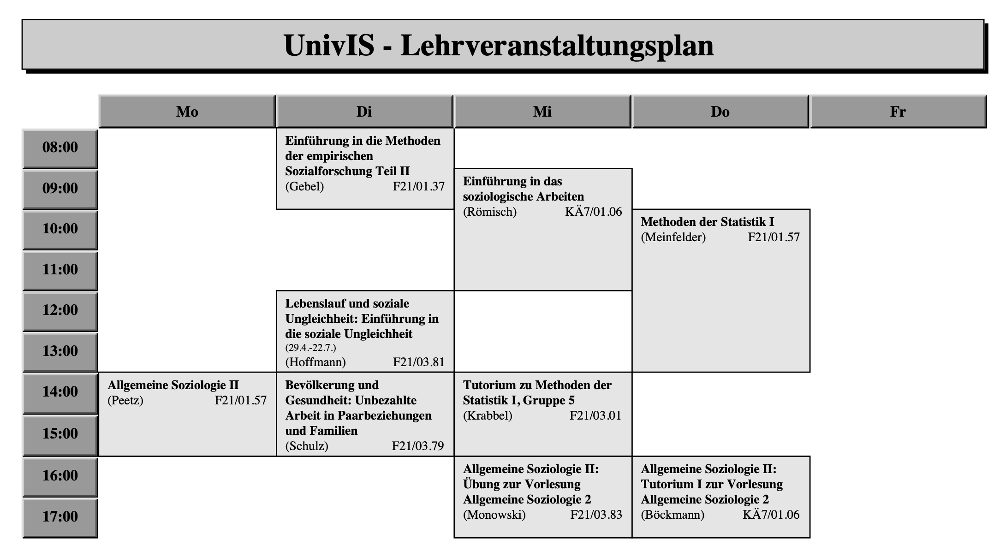 UnivIS - Lehrveranstaltungsplan
Mo
Di
Mi
Do
Fr
08:00
09:00
10:00
11:00
12:00
13:00
14:00
15:00
16:00
17:00
Allgemeine Soziologie II
(Peetz) F21/01.57
Einführung in die Methoden
der empirischen
Sozialforschung Teil II
(Gebel) F21/01.37
Lebenslauf und soziale
Ungleichheit: Einführung in
die soziale Ungleichheit
(29.4.-22.7.)
(Hoffmann) F21/03.81
Bevölkerung und
Gesundheit: Unbezahlte
Arbeit in Paarbeziehungen
und Familien
(Schulz) F21/03.79
Einführung in das
soziologische Arbeiten
(Römisch) KÄ7/01.06
Tutorium zu Methoden der
Statistik I, Gruppe 5
(Krabbel) F21/03.01
Allgemeine Soziologie II:
Übung zur Vorlesung
Allgemeine Soziologie 2
(Monowski) F21/03.83
Methoden der Statistik I
(Meinfelder) F21/01.57
Allgemeine Soziologie II:
Tutorium I zur Vorlesung
Allgemeine Soziologie 2
(Böckmann) KÄ7/01.06